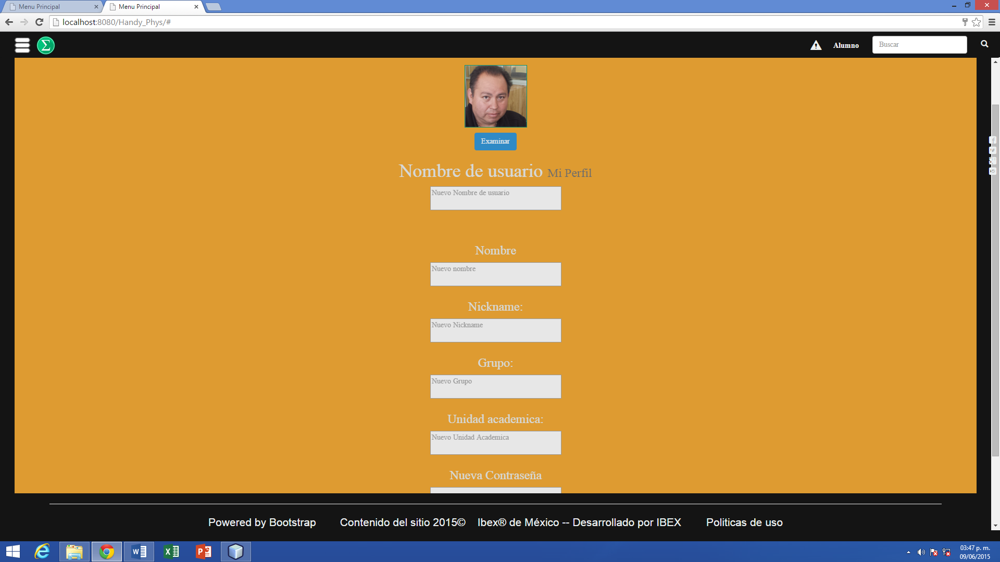 Menu Principal
Menu Principal
localhost:8080/Handy_Phys/#
Σ
Alumno
Buscar
Examinar
Nombre de usuario Mi Perfil
Nuevo Nombre de usuario
Nombre
Nuevo nombre
Nickname:
Nuevo Nickname
Grupo:
Nuevo Grupo
Unidad academica:
Nuevo Unidad Academica
Nueva Contraseña
Powered by Bootstrap Contenido del sitio 2015© Ibex® de México -- Desarrollado por IBEX Politicas de uso
03:47 p. m.
09/06/2015